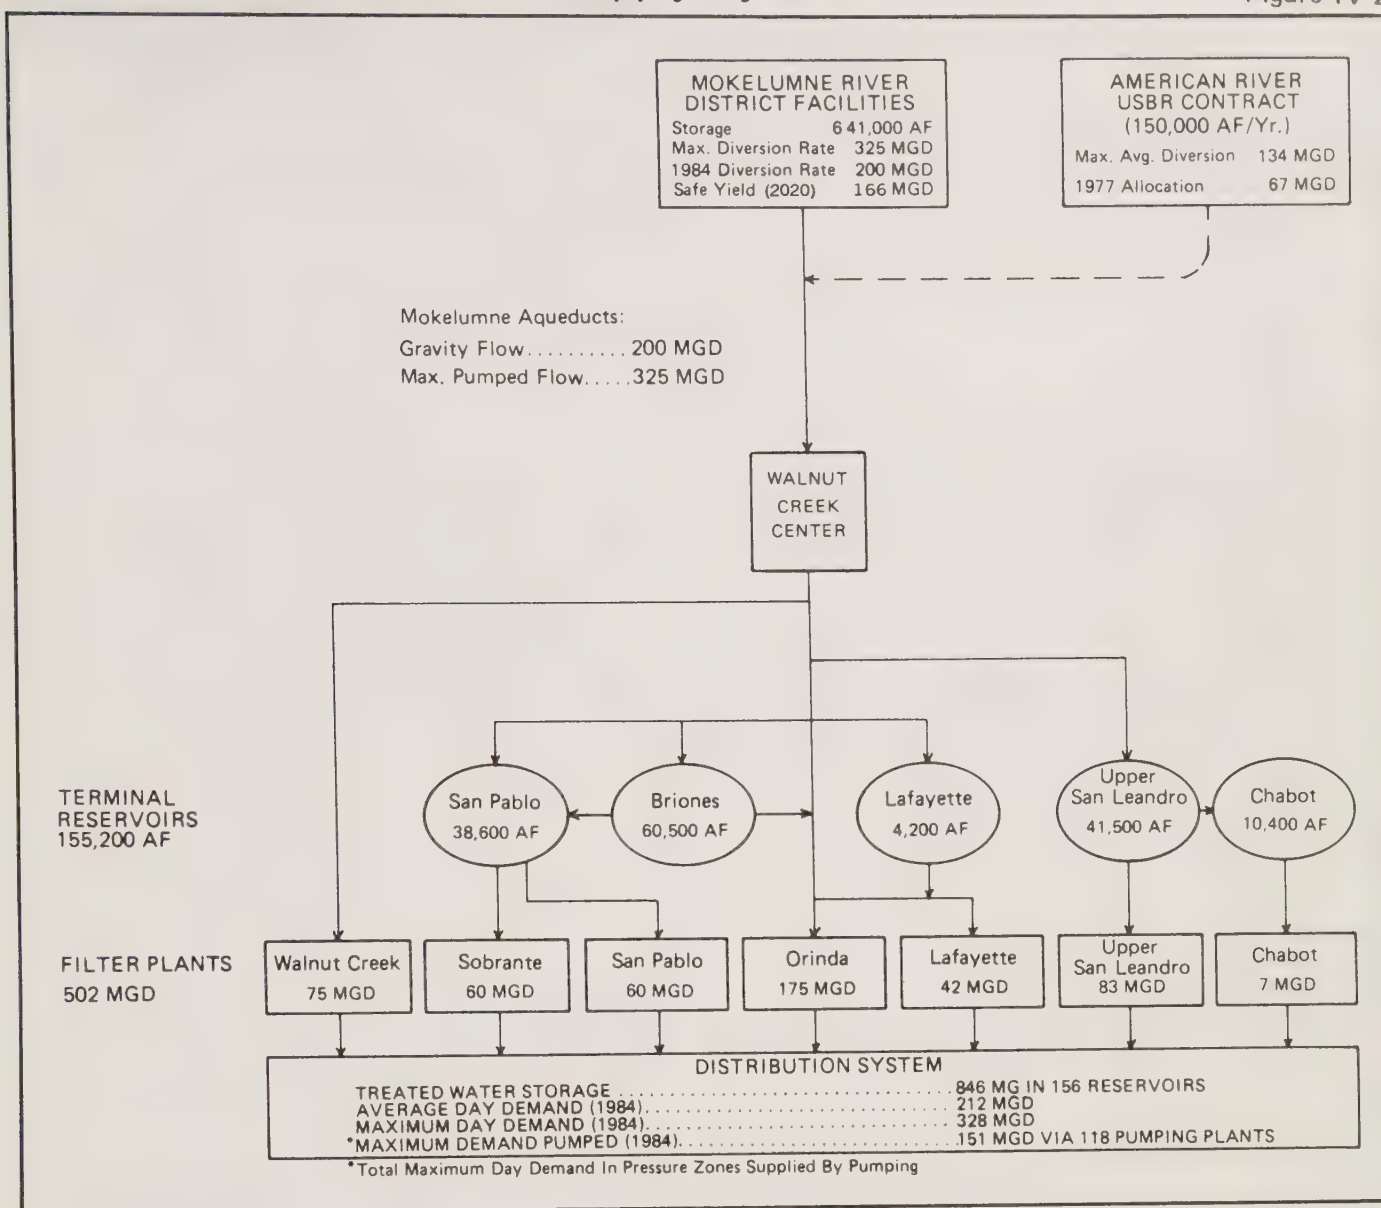 MOKELUMNE RIVER
DISTRICT FACILITIES
Storage 641,000 AF
Max. Diversion Rate 325 MGD
1984 Diversion Rate 200 MGD
Safe Yield (2020) 166 MGD
AMERICAN RIVER
USBR CONTRACT
(150,000 AF/Yr.)
Max. Avg. Diversion 134 MGD
1977 Allocation 67 MGD
Mokelumne Aqueducts:
Gravity Flow.......... 200 MGD
Max. Pumped Flow.....325 MGD
WALNUT
CREEK
CENTER
TERMINAL
RESERVOIRS
155,200 AF
San Pablo
38,600 AF
Briones
60,500 AF
Lafayette
4,200 AF
Upper
San Leandro
41,500 AF
Chabot
10,400 AF
FILTER PLANTS
502 MGD
Walnut Creek
75 MGD
Sobrante
60 MGD
San Pablo
60 MGD
Orinda
175 MGD
Lafayette
42 MGD
Upper
San Leandro
83 MGD
Chabot
7 MGD
DISTRIBUTION SYSTEM
TREATED WATER STORAGE ........................ 846 MG IN 156 RESERVOIRS
AVERAGE DAY DEMAND (1984)........................ 212 MGD
MAXIMUM DAY DEMAND (1984)........................ 328 MGD
*MAXIMUM DEMAND PUMPED (1984)........................ 151 MGD VIA 118 PUMPING PLANTS
*Total Maximum Day Demand In Pressure Zones Supplied By Pumping